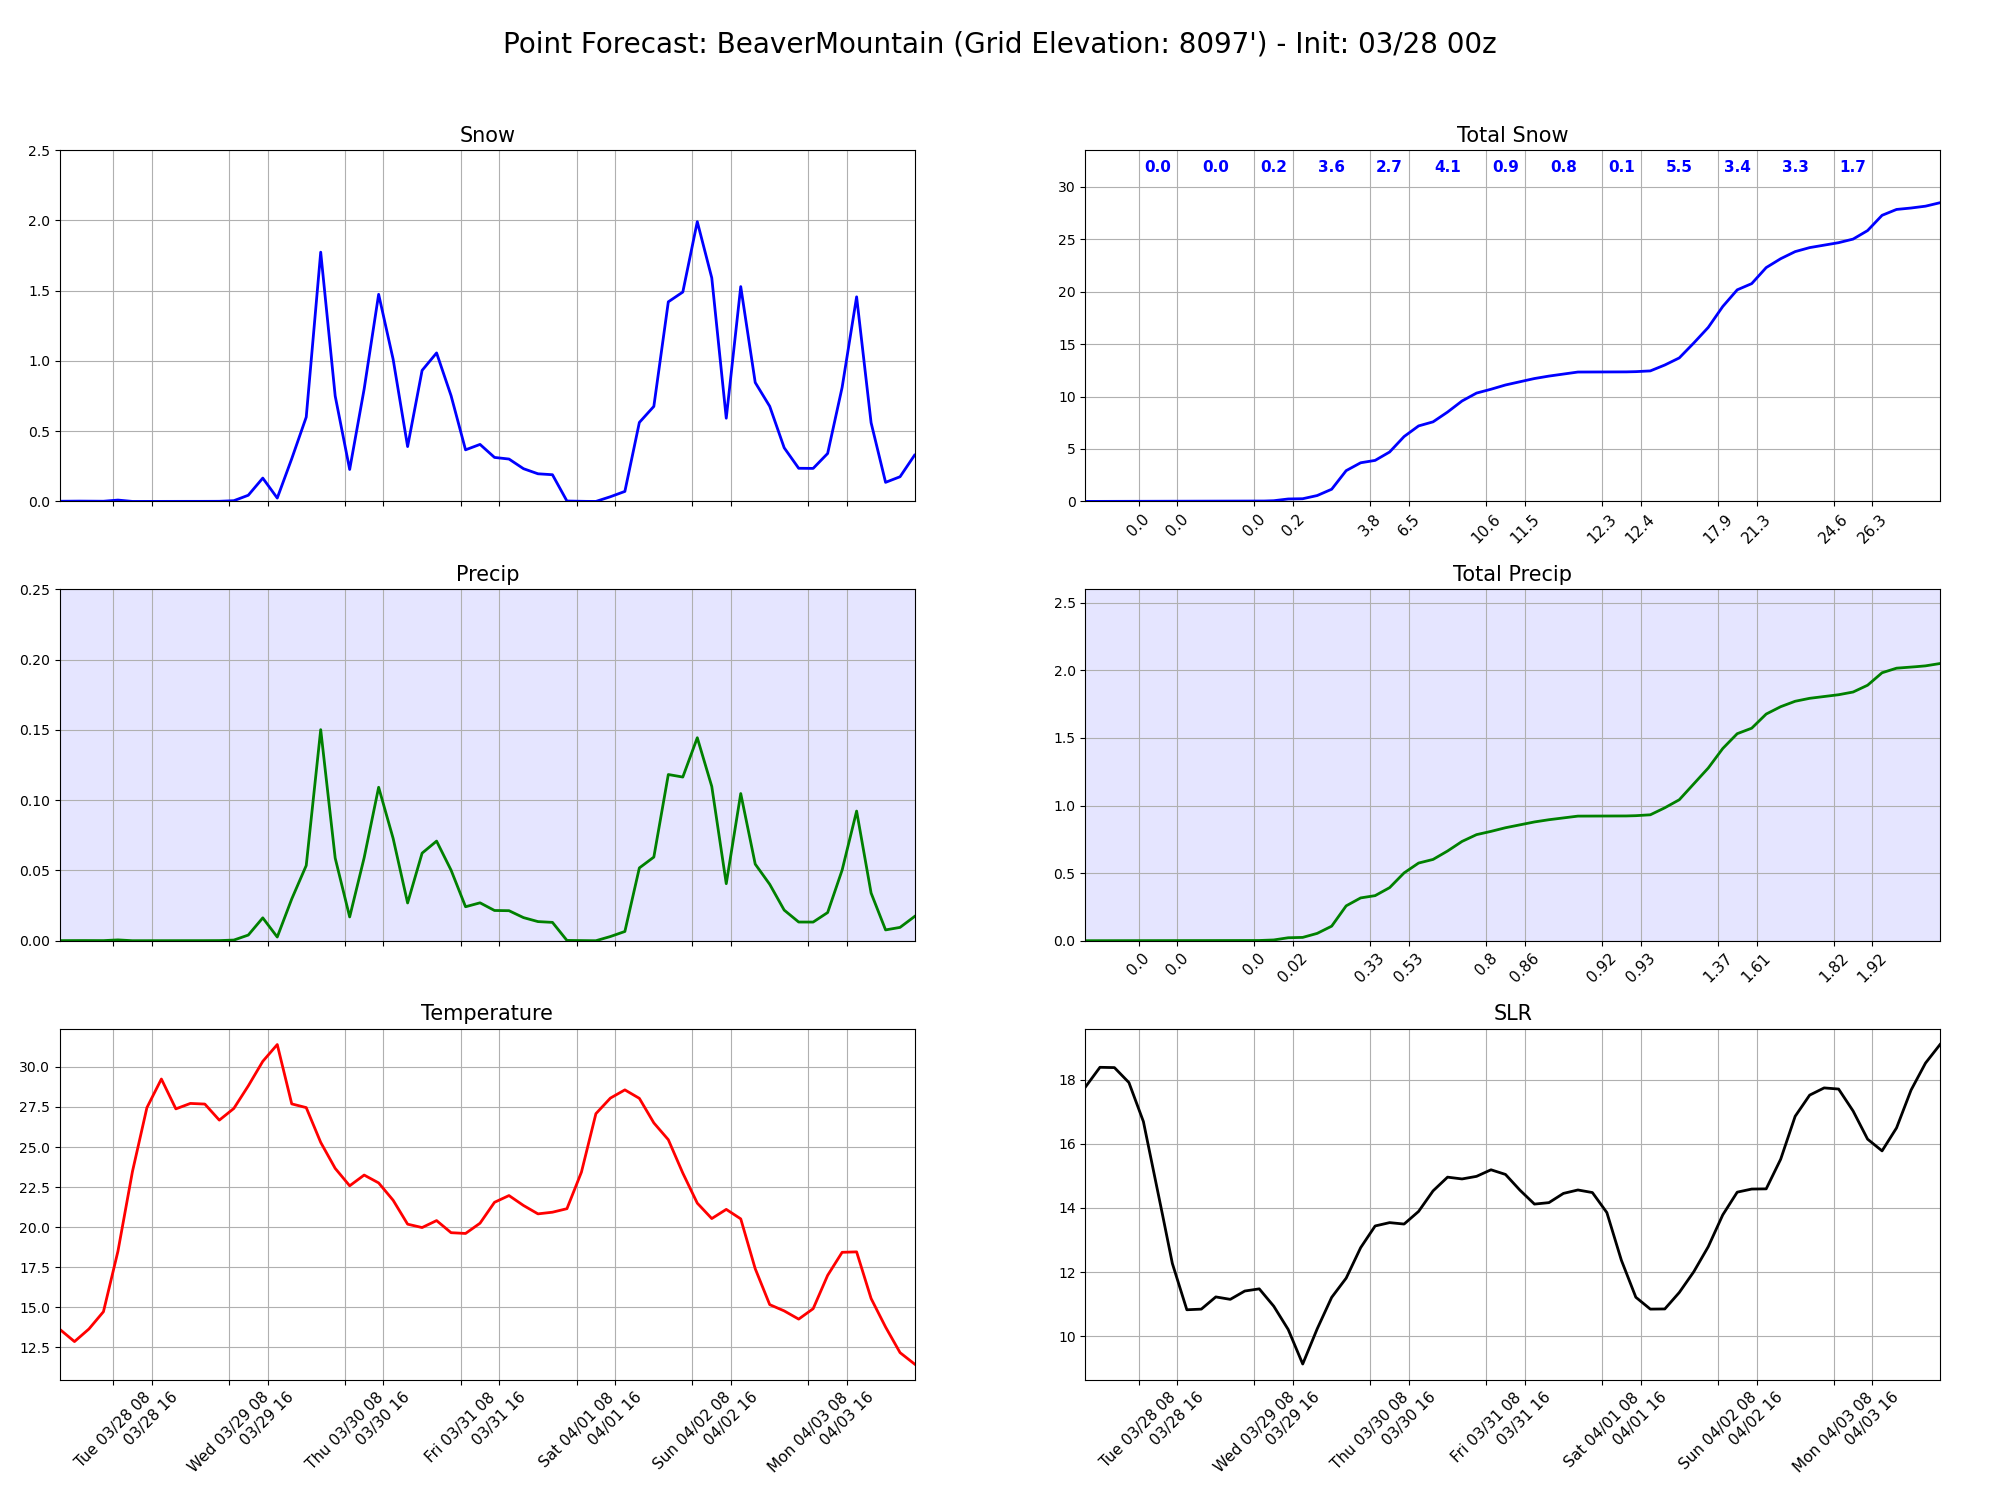 Point Forecast: BeaverMountain (Grid Elevation: 8097') - Init: 03/28 00z
Snow
2.5
2.0
1.5
1.0
0.5
0.0
Total Snow
0.0 0.0 0.2 3.6 2.7 4.1 0.9 0.8 0.1 5.5 3.4 3.3 1.7
30
25
20
15
10
5
0
0.0 0.0 0.0 0.2 3.8 6.5 10.6 11.5 12.3 12.4 17.9 21.3 24.6 26.3
Precip
0.25
0.20
0.15
0.10
0.05
0.00
Total Precip
2.5
2.0
1.5
1.0
0.5
0.0
0.0 0.0 0.0 0.02 0.33 0.53 0.8 0.86 0.92 0.93 1.37 1.61 1.82 1.92
Temperature
30.0
27.5
25.0
22.5
20.0
17.5
15.0
12.5
Tue 03/28 08
03/28 16
Wed 03/29 08
03/29 16
Thu 03/30 08
03/30 16
Fri 03/31 08
03/31 16
Sat 04/01 08
04/01 16
Sun 04/02 08
04/02 16
Mon 04/03 08
04/03 16
SLR
18
16
14
12
10
Tue 03/28 08
03/28 16
Wed 03/29 08
03/29 16
Thu 03/30 08
03/30 16
Fri 03/31 08
03/31 16
Sat 04/01 08
04/01 16
Sun 04/02 08
04/02 16
Mon 04/03 08
04/03 16